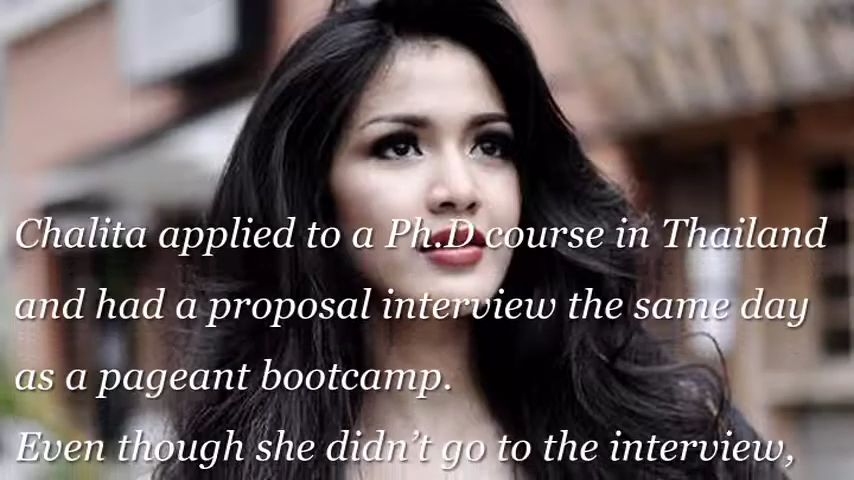 Chalita applied to a Ph.D course in Thailand
and had a proposal interview the same day
as a pageant bootcamp.
Even though she didn’t go to the interview,